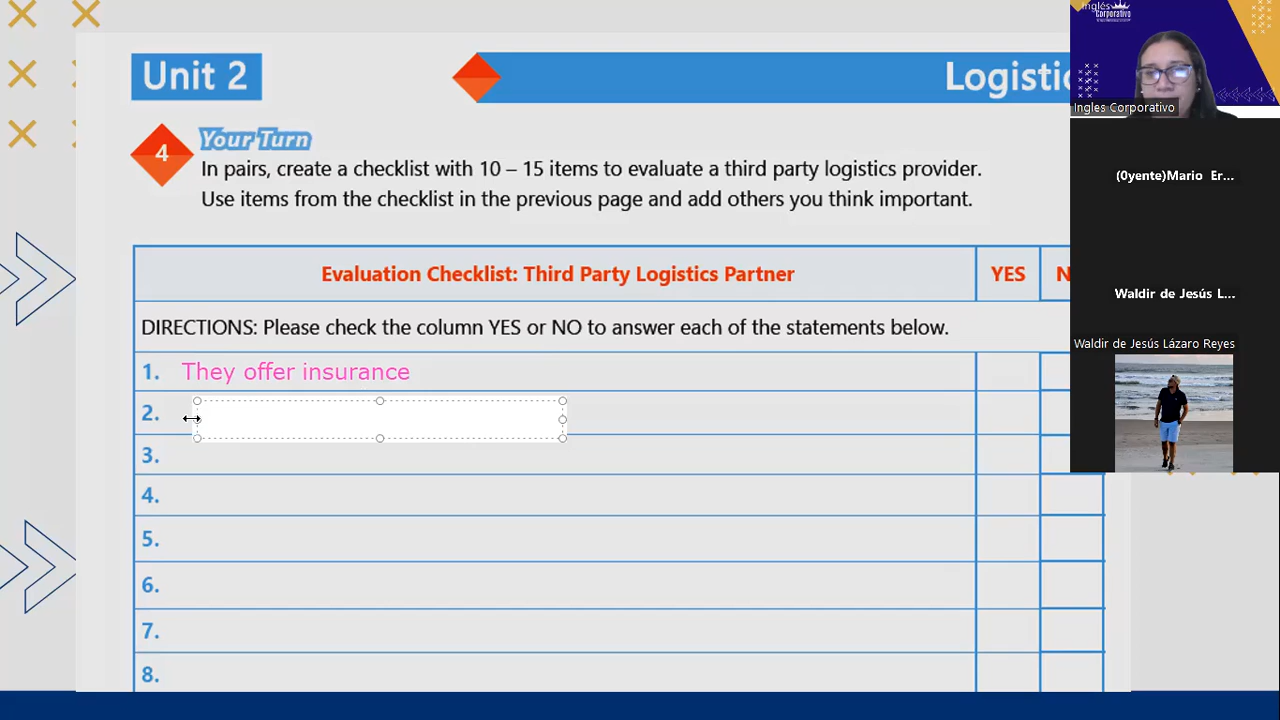 Unit 2
Logistic
4
Your Turn
In pairs, create a checklist with 10 – 15 items to evaluate a third party logistics provider.
Use items from the checklist in the previous page and add others you think important.
Evaluation Checklist: Third Party Logistics Partner
YES
N
DIRECTIONS: Please check the column YES or NO to answer each of the statements below.
1. They offer insurance
2.
3.
4.
5.
6.
7.
8.
Inglés
Corporativo
Ingles Corporativo
(0yente)Mario Er...
Waldir de Jesús L...
Waldir de Jesús Lázaro Reyes